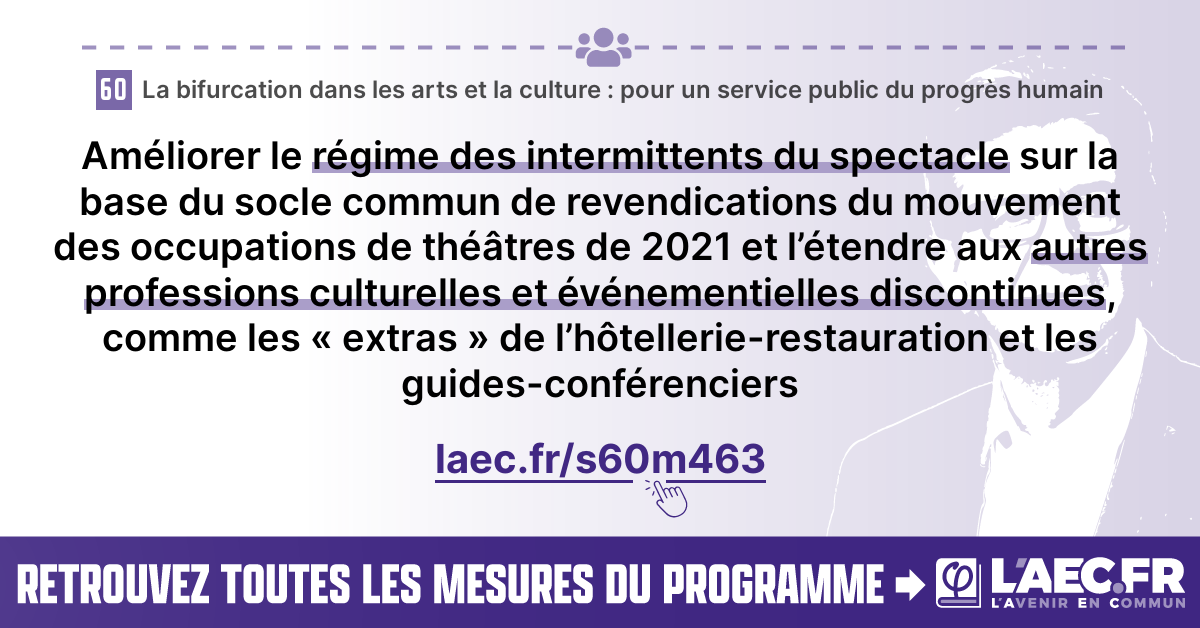 60 La bifurcation dans les arts et la culture : pour un service public du progrès humain
Améliorer le régime des intermittents du spectacle sur la
base du socle commun de revendications du mouvement
des occupations de théâtres de 2021 et l’étendre aux autres
professions culturelles et événementielles discontinues,
comme les « extras » de l’hôtellerie-restauration et les
guides-conférenciers
laec.fr/s60m463
RETROUVEZ TOUTES LES MESURES DU PROGRAMME
φ L'AEC.FR
L'AVENIR EN COMMUN